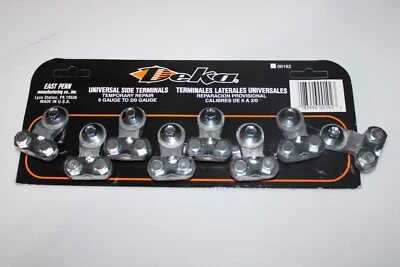 00192
Deka
EAST PENN
manufacturing co., inc.
Lyon Station, PA 19536
MADE IN U.S.A.
UNIVERSAL SIDE TERMINALS
TEMPORARY REPAIR
6 GAUGE TO 2/0 GAUGE
TERMINALES LATERALES UNIVERSALES
REPARACION PROVISIONAL
CALIBRES DE 6 A 2/0